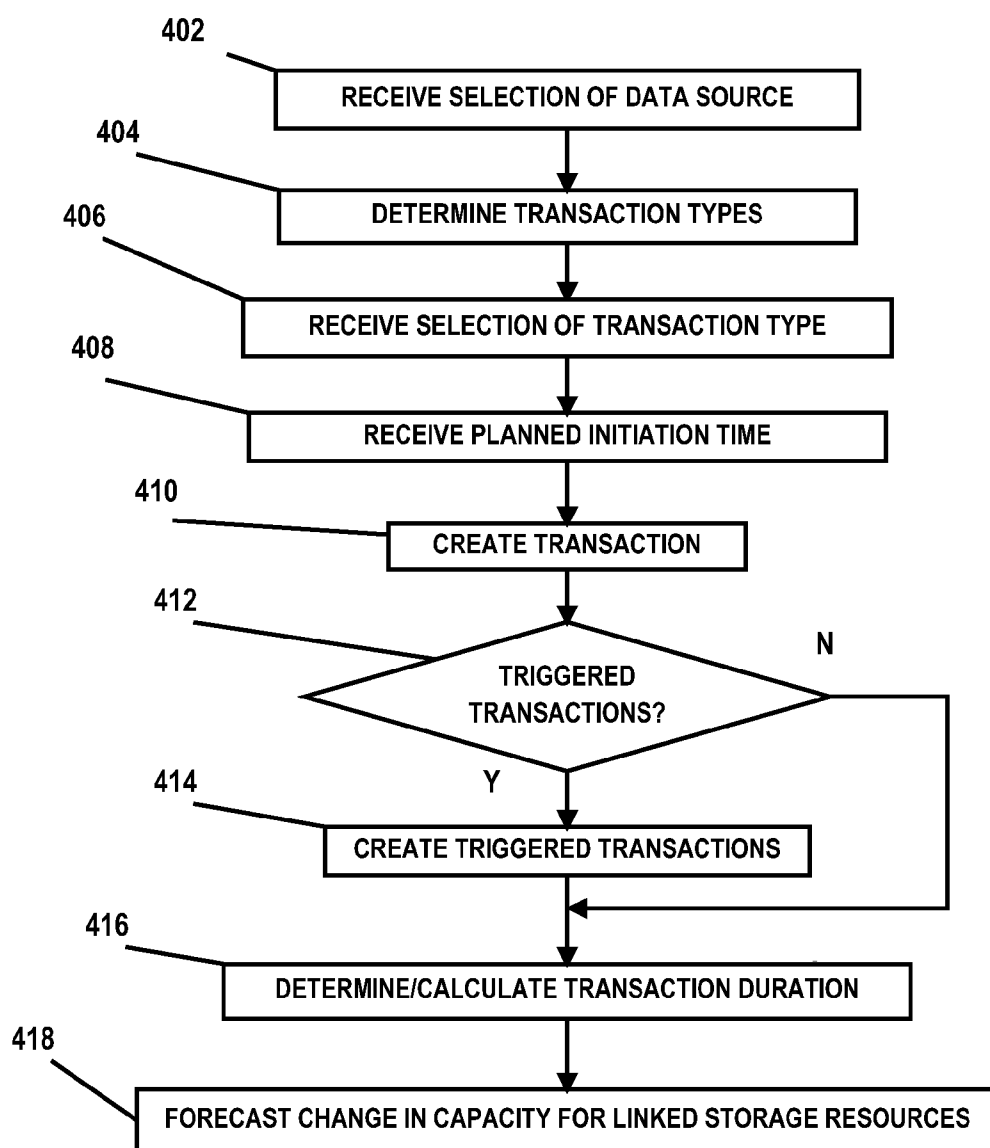 402
RECEIVE SELECTION OF DATA SOURCE
404
DETERMINE TRANSACTION TYPES
406
RECEIVE SELECTION OF TRANSACTION TYPE
408
RECEIVE PLANNED INITIATION TIME
410
CREATE TRANSACTION
412
TRIGGERED
TRANSACTIONS?
N
Y
414
CREATE TRIGGERED TRANSACTIONS
416
DETERMINE/CALCULATE TRANSACTION DURATION
418
FORECAST CHANGE IN CAPACITY FOR LINKED STORAGE RESOURCES